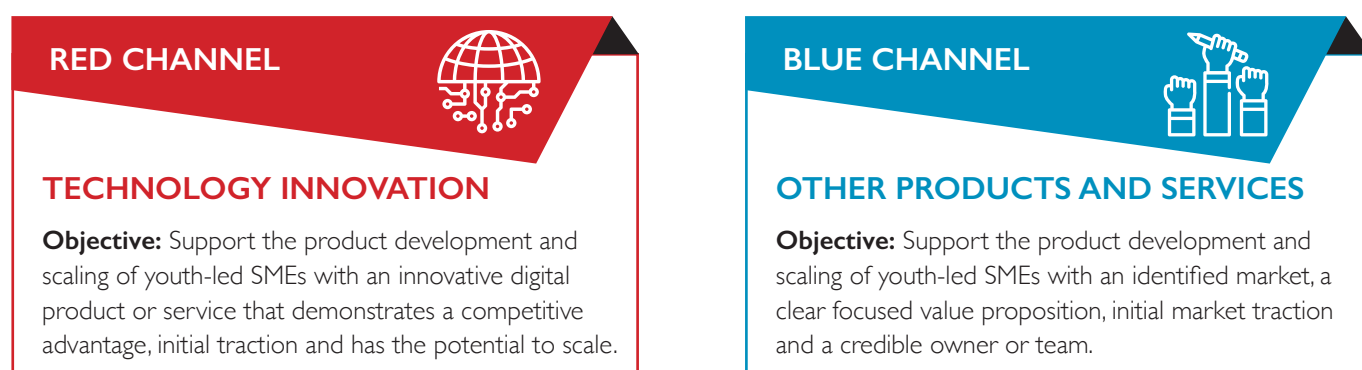 RED CHANNEL
TECHNOLOGY INNOVATION
Objective: Support the product development and
scaling of youth-led SMEs with an innovative digital
product or service that demonstrates a competitive
advantage, initial traction and has the potential to scale.
BLUE CHANNEL
OTHER PRODUCTS AND SERVICES
Objective: Support the product development and
scaling of youth-led SMEs with an identified market, a
clear focused value proposition, initial market traction
and a credible owner or team.